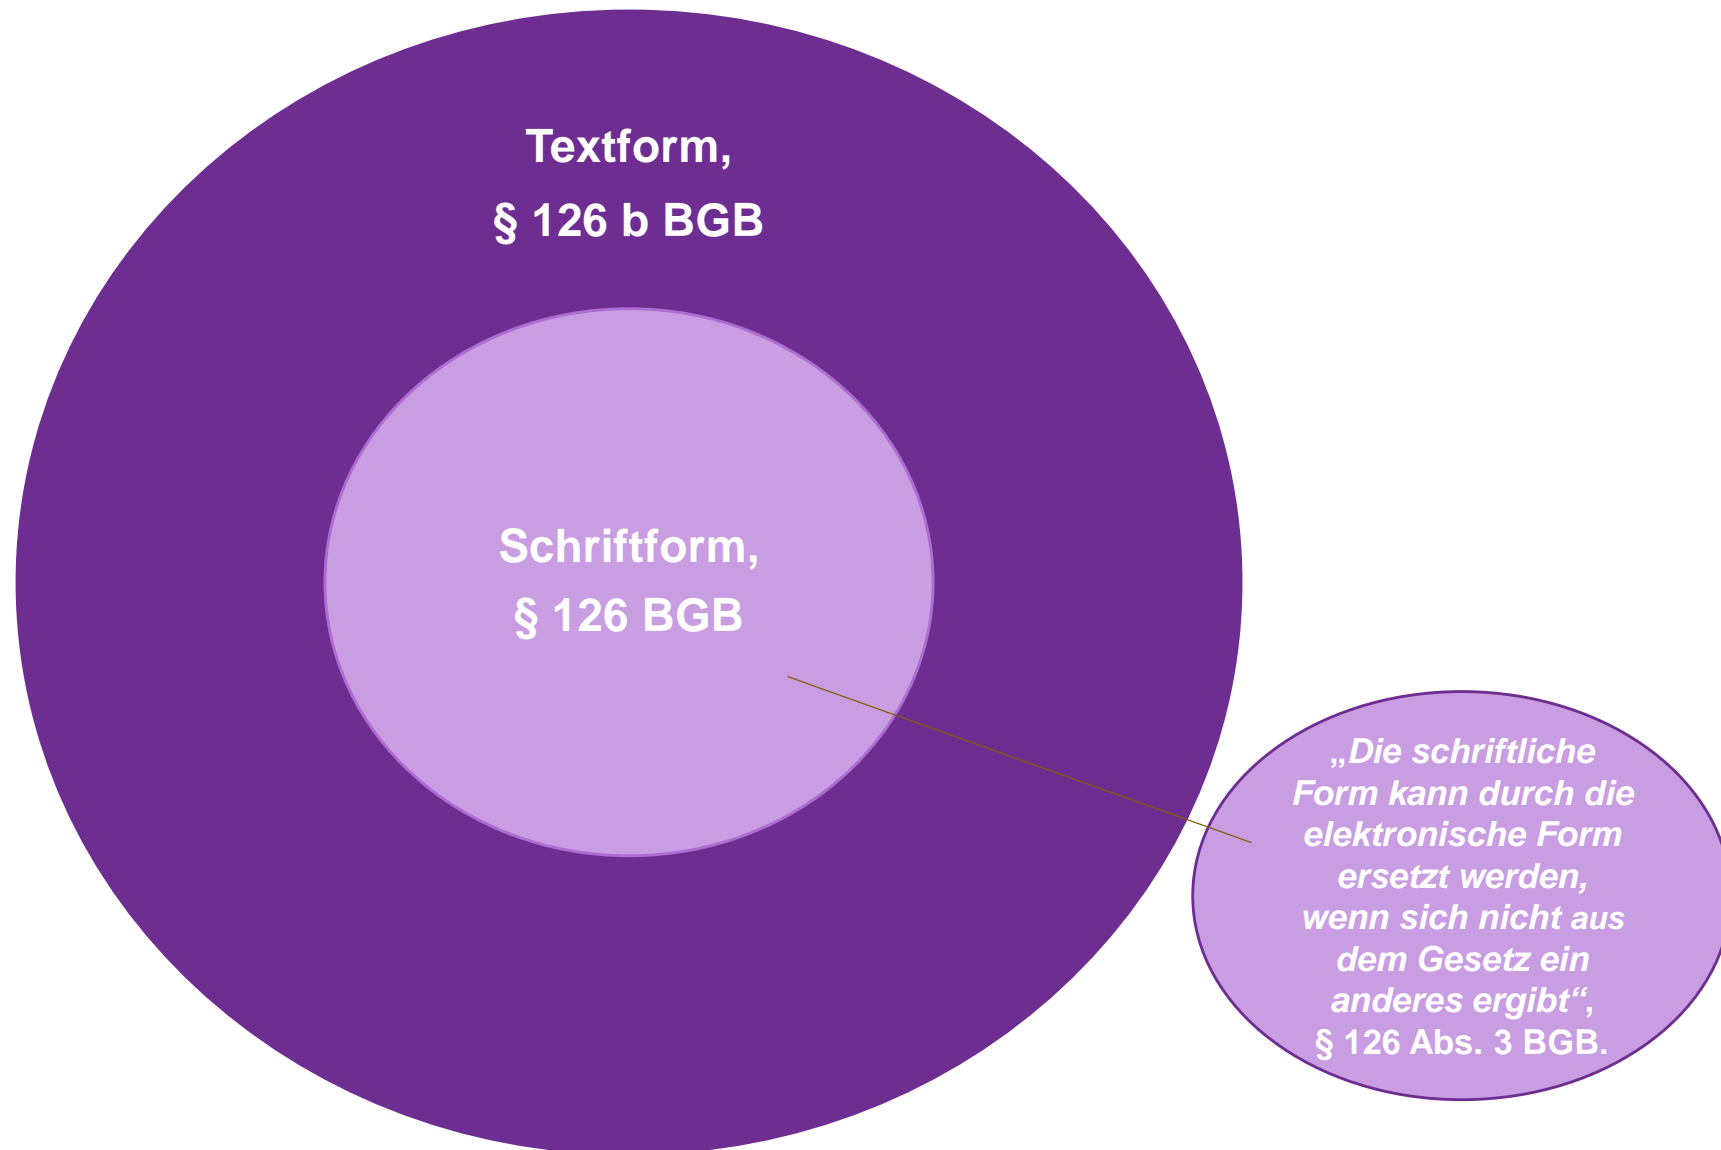 Textform,
§ 126 b BGB
Schriftform,
§ 126 BGB
„Die schriftliche
Form kann durch die
elektronische Form
ersetzt werden,
wenn sich nicht aus
dem Gesetz ein
anderes ergibt“,
§ 126 Abs. 3 BGB.